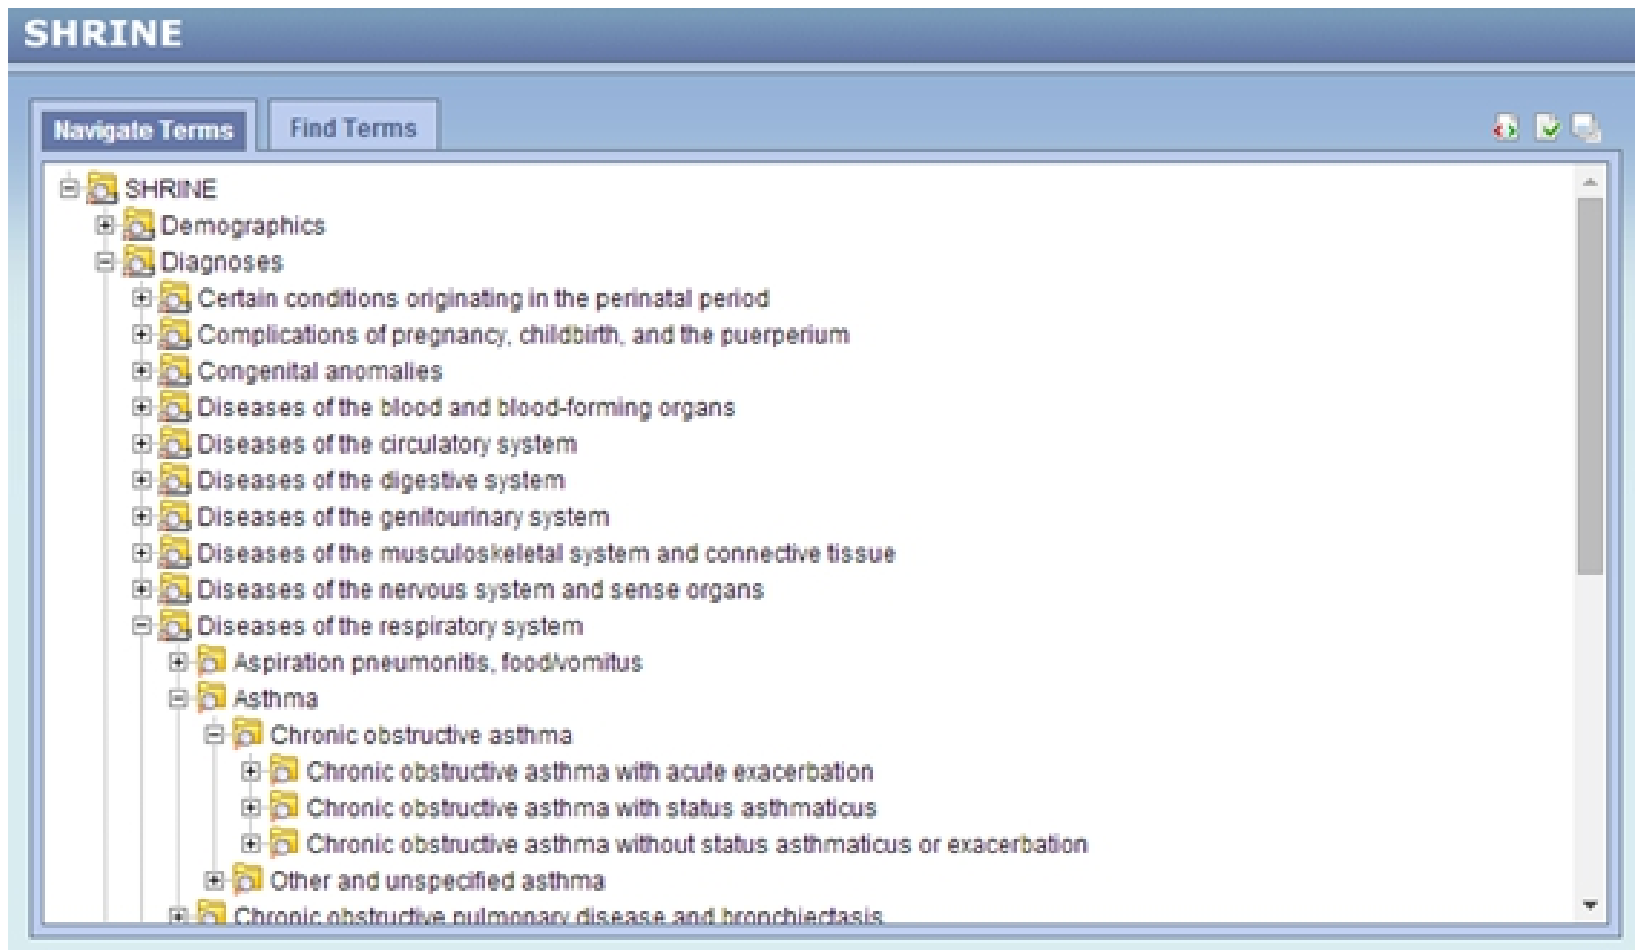 SHRINE
Navigate Terms
Find Terms
SHRINE
Demographics
Diagnoses
Certain conditions originating in the perinatal period
Complications of pregnancy, childbirth, and the puerperium
Congenital anomalies
Diseases of the blood and blood-forming organs
Diseases of the circulatory system
Diseases of the digestive system
Diseases of the genitourinary system
Diseases of the musculoskeletal system and connective tissue
Diseases of the nervous system and sense organs
Diseases of the respiratory system
Aspiration pneumonitis, food/vomitus
Asthma
Chronic obstructive asthma
Chronic obstructive asthma with acute exacerbation
Chronic obstructive asthma with status asthmaticus
Chronic obstructive asthma without status asthmaticus or exacerbation
Other and unspecified asthma
Chronic obstructive pulmonary disease and bronchiectasis